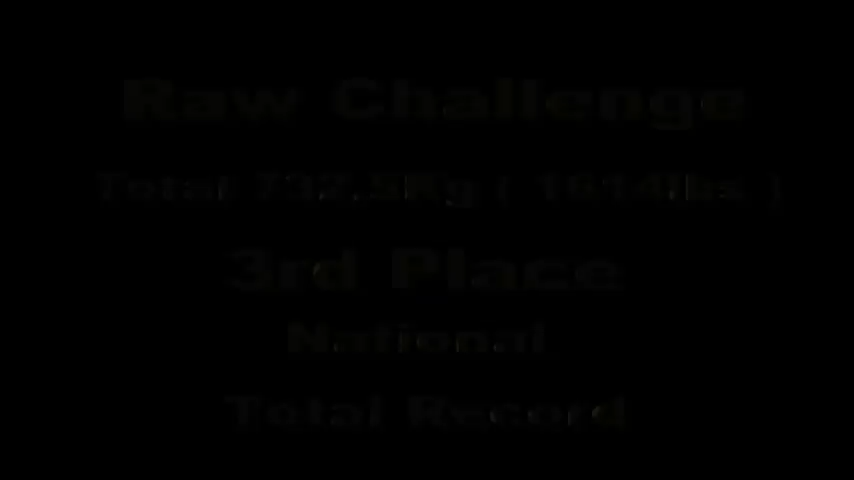 Raw Challenge
Total 732.5Kg ( 1614lbs )
3rd Place
National
Total Record